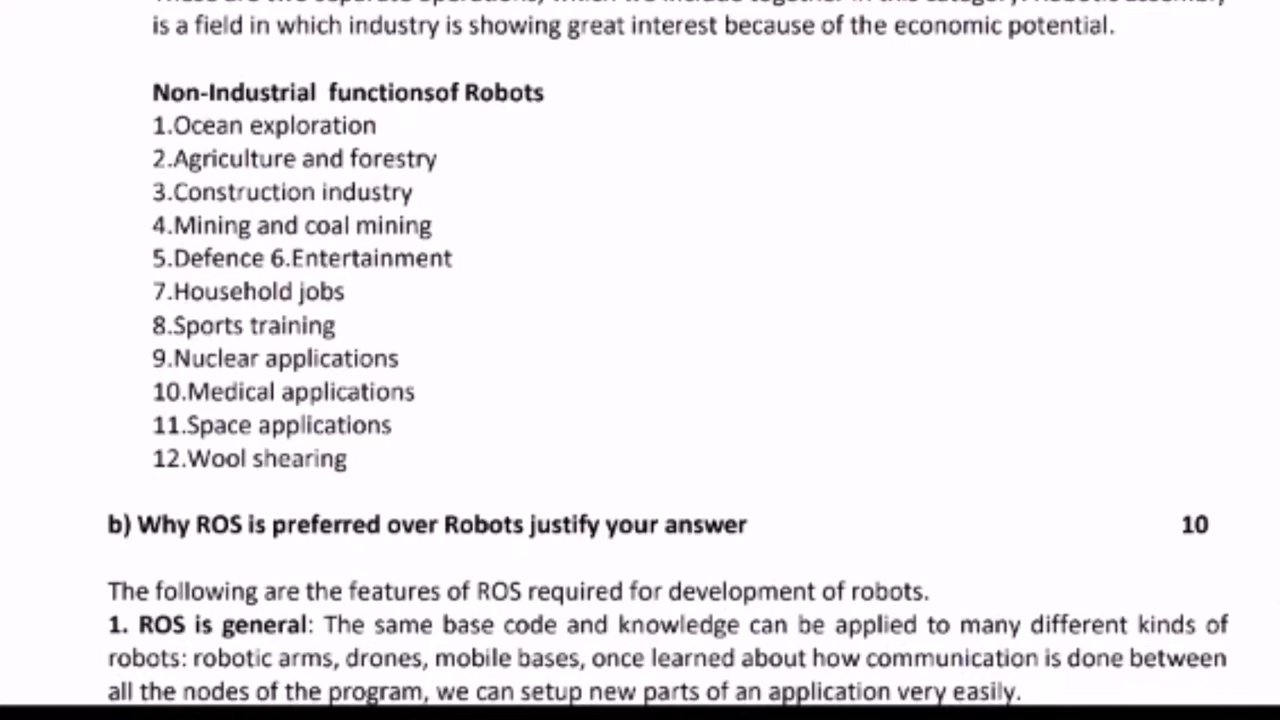 is a field in which industry is showing great interest because of the economic potential.
Non-Industrial functionsof Robots
1.Ocean exploration
2.Agriculture and forestry
3.Construction industry
4.Mining and coal mining
5.Defence 6.Entertainment
7.Household jobs
8.Sports training
9.Nuclear applications
10.Medical applications
11.Space applications
12.Wool shearing
b) Why ROS is preferred over Robots justify your answer 10
The following are the features of ROS required for development of robots.
1. ROS is general: The same base code and knowledge can be applied to many different kinds of
robots: robotic arms, drones, mobile bases, once learned about how communication is done between
all the nodes of the program, we can setup new parts of an application very easily.